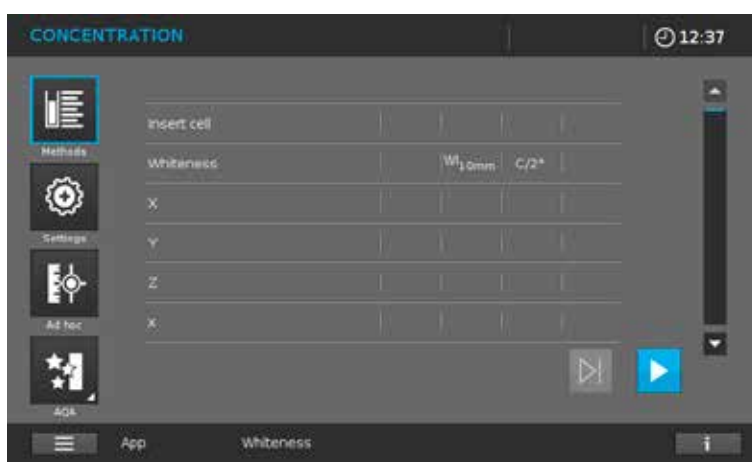 CONCENTRATION 12:37
Methods
Settings
Ad hoc
AQA
Insert cell
Whiteness WI10mm C/2°
X
Y
Z
x
App Whiteness i